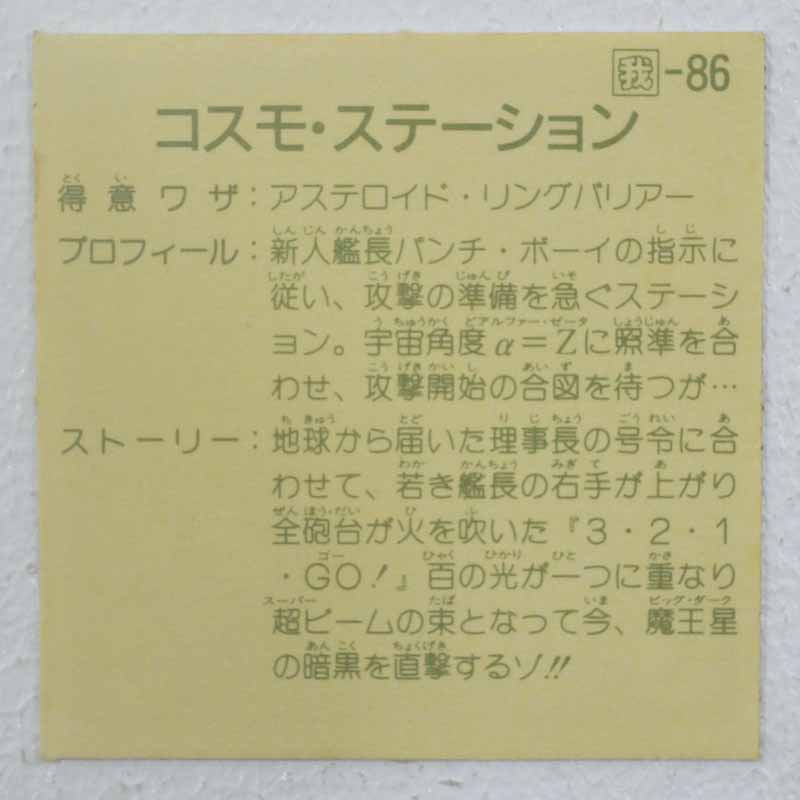 我-86
コスモ・ステーション
得意ワザ：アステロイド・リングバリアー
プロフィール：新人艦長パンチ・ボーイの指示に
従い、攻撃の準備を急ぐステーシ
ョン。宇宙角度α＝Zに照準を合
わせ、攻撃開始の合図を待つが…
ストーリー：地球から届いた理事長の号令に合
わせて、若き艦長の右手が上がり
全砲台が火を吹いた『3・2・1
・GO！』百の光が一つに重なり
超ビームの束となって今、魔王星
の暗黒を直撃するゾ!!